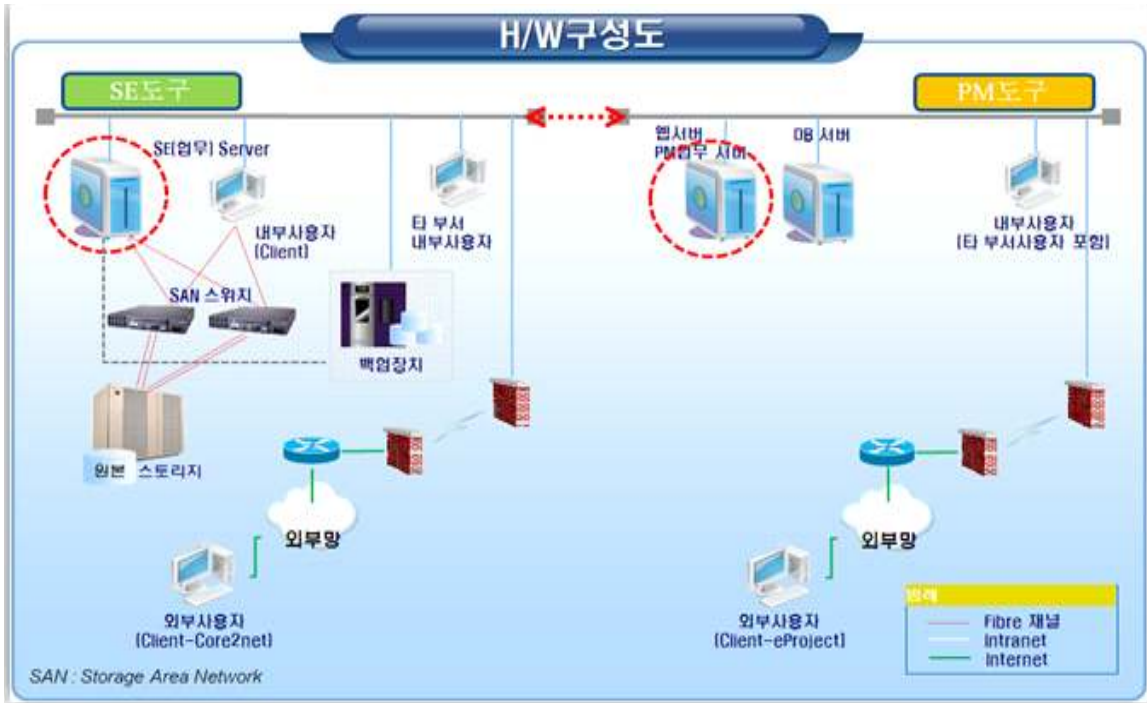 H/W구성도
SE도구
PM도구
SE(업무) Server
웹서버
PM업무 서버
DB 서버
내부사용자
(Client)
타 부서
내부사용자
내부사용자
(타 부서사용자 포함)
SAN 스위치
백업장치
원본 스토리지
외부망
외부망
외부사용자
(Client-Core2net)
외부사용자
(Client-eProject)
범례
Fibre 채널
Intranet
Internet
SAN : Storage Area Network